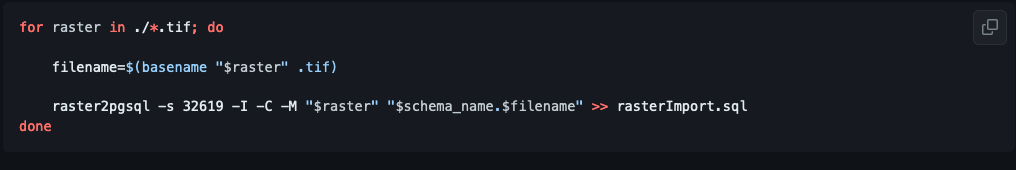 for raster in ./*.tif; do
filename=$(basename "$raster" .tif)
raster2pgsql -s 32619 -I -C -M "$raster" "$schema_name.$filename" >> rasterImport.sql
done